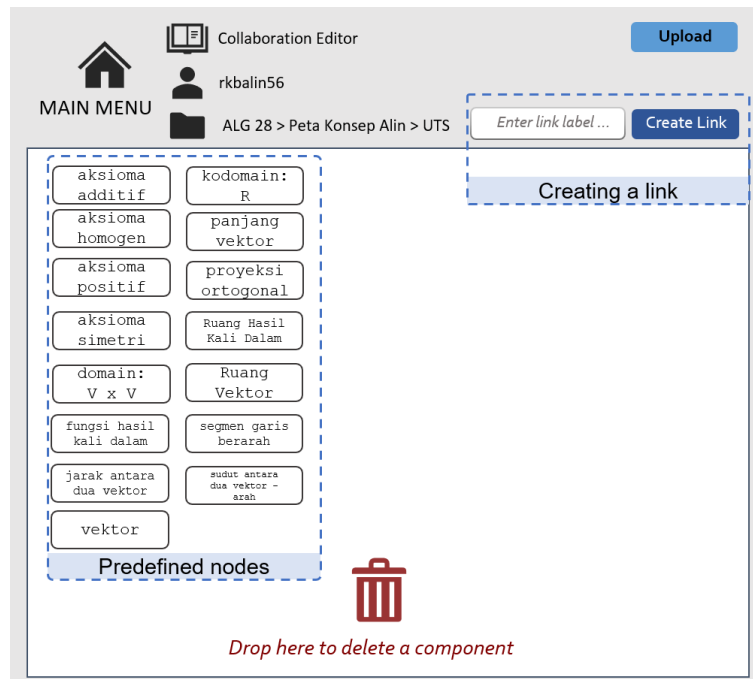 Collaboration Editor
Upload
rkbalin56
MAIN MENU
ALG 28 > Peta Konsep Alin > UTS
Enter link label ...
Create Link
Creating a link
aksioma
additif
kodomain:
R
aksioma
homogen
panjang
vektor
aksioma
positif
proyeksi
ortogonal
aksioma
simetri
Ruang Hasil
Kali Dalam
domain:
V x V
Ruang
Vektor
fungsi hasil
kali dalam
segmen garis
berarah
jarak antara
dua vektor
sudut antara
dua vektor -
arah
vektor
Predefined nodes
Drop here to delete a component